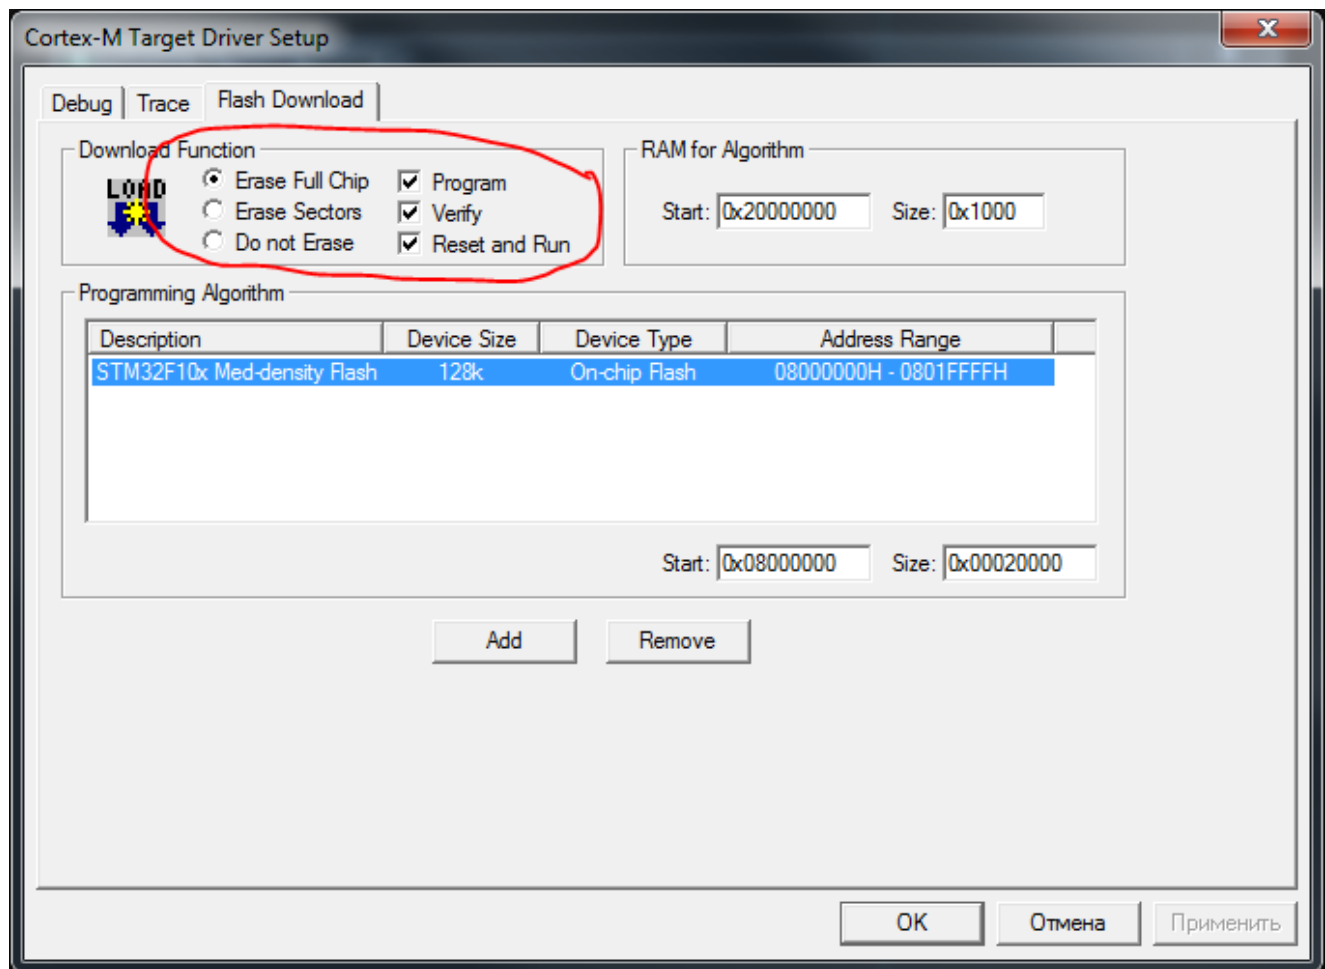 Cortex-M Target Driver Setup
Debug Trace Flash Download
Download Function
LOAD
Erase Full Chip
Erase Sectors
Do not Erase
Program
Verify
Reset and Run
RAM for Algorithm
Start: 0x20000000 Size: 0x1000
Programming Algorithm
Description Device Size Device Type Address Range
STM32F10x Med-density Flash 128k On-chip Flash 08000000H - 0801FFFFH
Start: 0x08000000 Size: 0x00020000
Add Remove
OK Отмена Применить